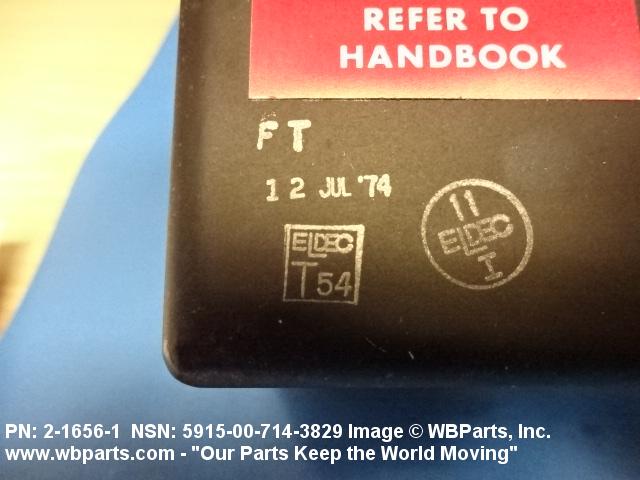 REFER TO
HANDBOOK
FT
12 JUL '74
ELDEC
T54
11
ELDEC
I
PN: 2-1656-1 NSN: 5915-00-714-3829 Image © WBParts, Inc.
www.wbparts.com - "Our Parts Keep the World Moving"